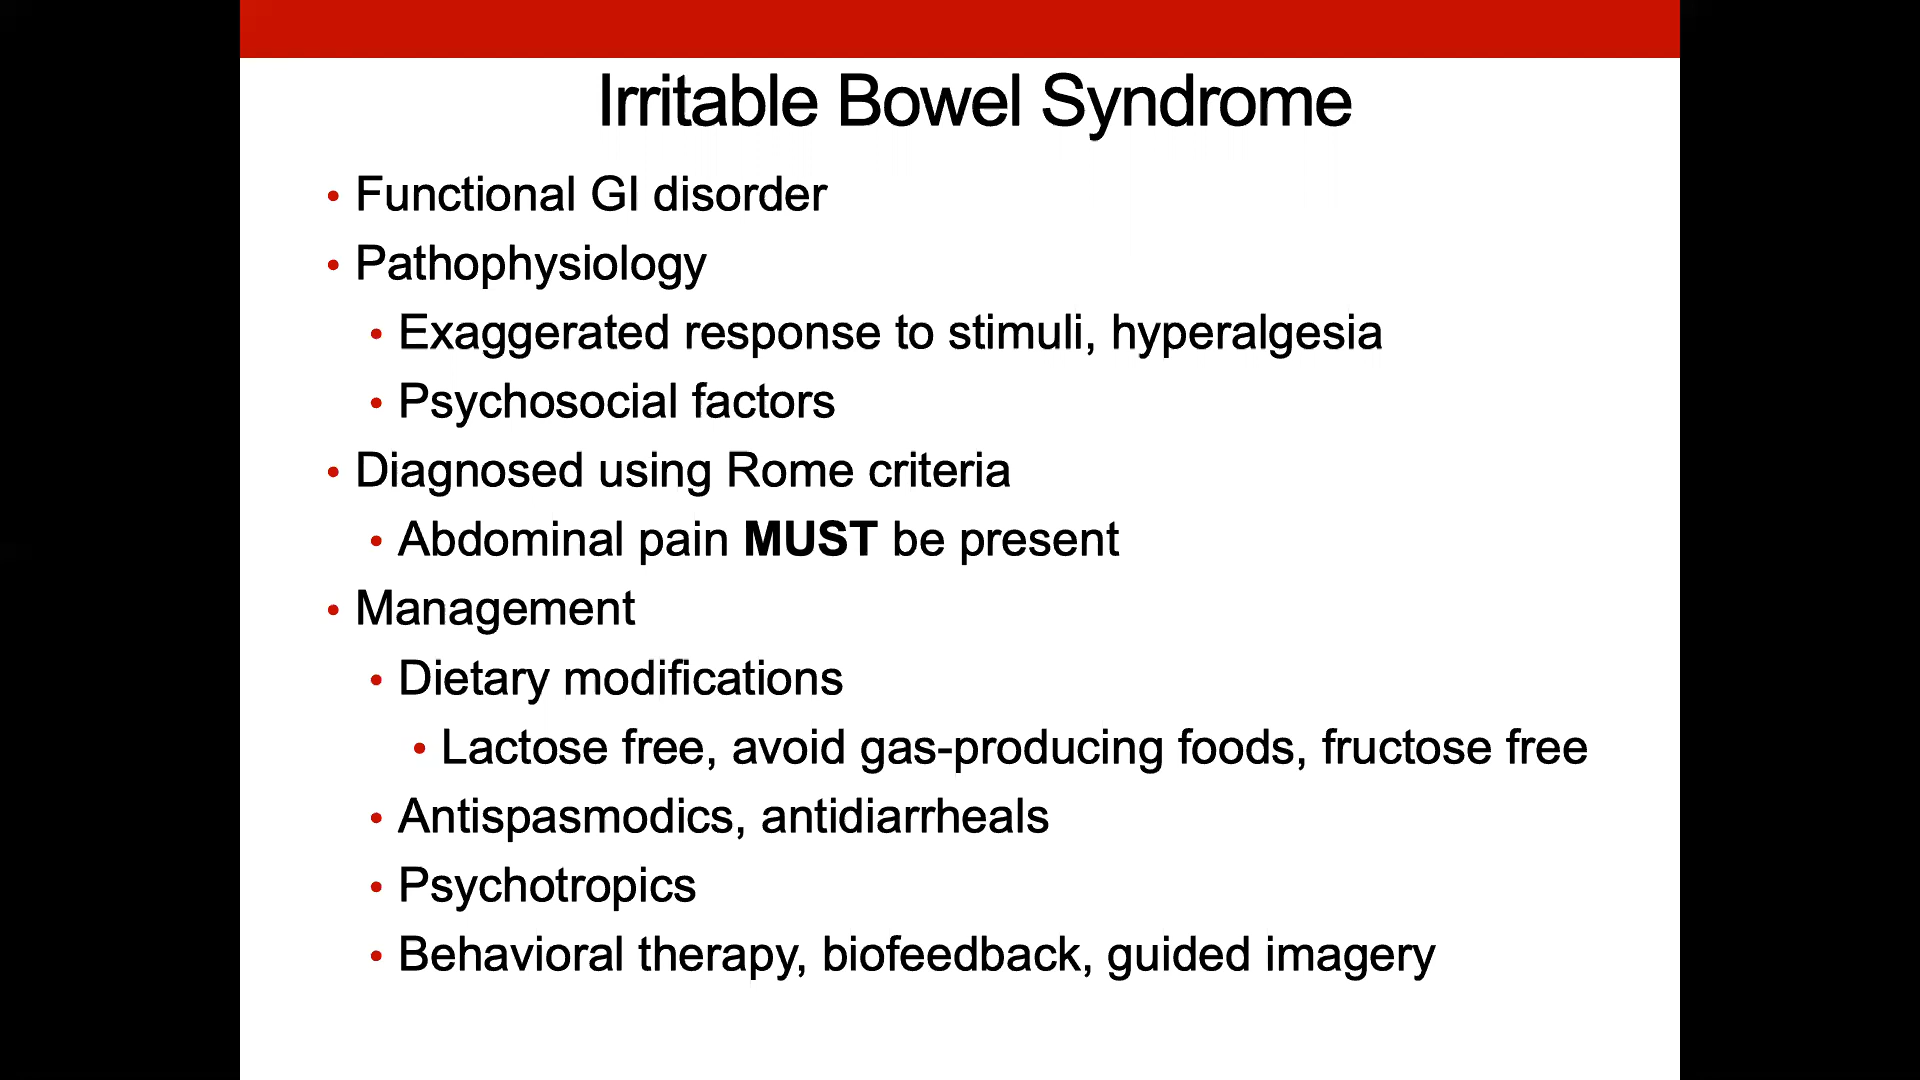 Irritable Bowel Syndrome
• Functional GI disorder
• Pathophysiology
• Exaggerated response to stimuli, hyperalgesia
• Psychosocial factors
• Diagnosed using Rome criteria
• Abdominal pain MUST be present
• Management
• Dietary modifications
• Lactose free, avoid gas-producing foods, fructose free
• Antispasmodics, antidiarrheals
• Psychotropics
• Behavioral therapy, biofeedback, guided imagery